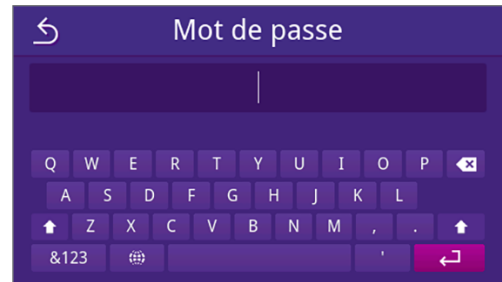 Mot de passe
Q W E R T Y U I O P
A S D F G H J K L
Z X C V B N M , .
&123 '